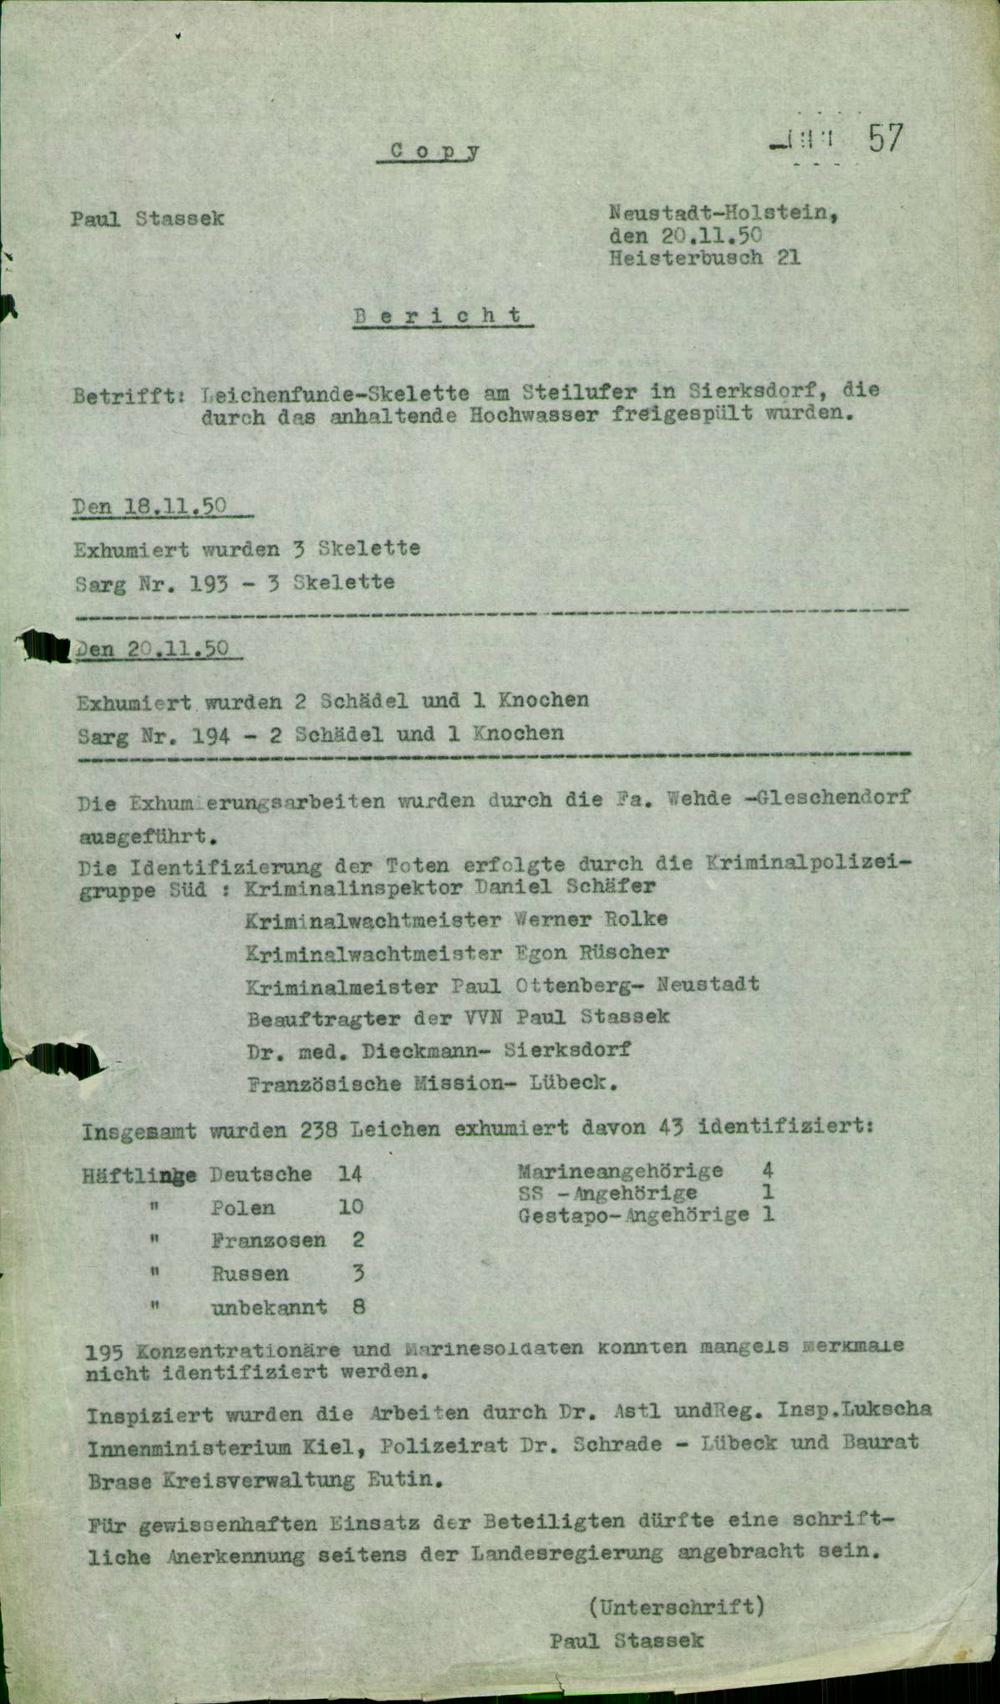 Copy
57
Paul Stassek
Neustadt-Holstein,
den 20.11.50
Heisterbusch 21
Bericht
Betrifft: Leichenfunde-Skelette am Steilufer in Sierksdorf, die
durch das anhaltende Hochwasser freigespült wurden.
Den 18.11.50
Exhumiert wurden 3 Skelette
Sarg Nr. 193 - 3 Skelette
Den 20.11.50
Exhumiert wurden 2 Schädel und 1 Knochen
Sarg Nr. 194 - 2 Schädel und 1 Knochen
Die Exhumierungsarbeiten wurden durch die Fa. Wehde -Gleschendorf
ausgeführt.
Die Identifizierung der Toten erfolgte durch die Kriminalpolizei-
gruppe Süd : Kriminalinspektor Daniel Schäfer
Kriminalwachtmeister Werner Rolke
Kriminalwachtmeister Egon Rüscher
Kriminalmeister Paul Ottenberg- Neustadt
Beauftragter der VVN Paul Stassek
Dr. med. Dieckmann- Sierksdorf
Französische Mission- Lübeck.
Insgesamt wurden 238 Leichen exhumiert davon 43 identifiziert:
Häftlinge Deutsche 14
" Polen 10
" Franzosen 2
" Russen 3
" unbekannt 8
Marineangehörige 4
SS -Angehörige 1
Gestapo-Angehörige 1
195 Konzentrationäre und Marinesoldaten konnten mangels Merkmale
nicht identifiziert werden.
Inspiziert wurden die Arbeiten durch Dr. Astl undReg. Insp.Lukscha
Innenministerium Kiel, Polizeirat Dr. Schrade - Lübeck und Baurat
Brase Kreisverwaltung Eutin.
Für gewissenhaften Einsatz der Beteiligten dürfte eine schrift-
liche Anerkennung seitens der Landesregierung angebracht sein.
(Unterschrift)
Paul Stassek